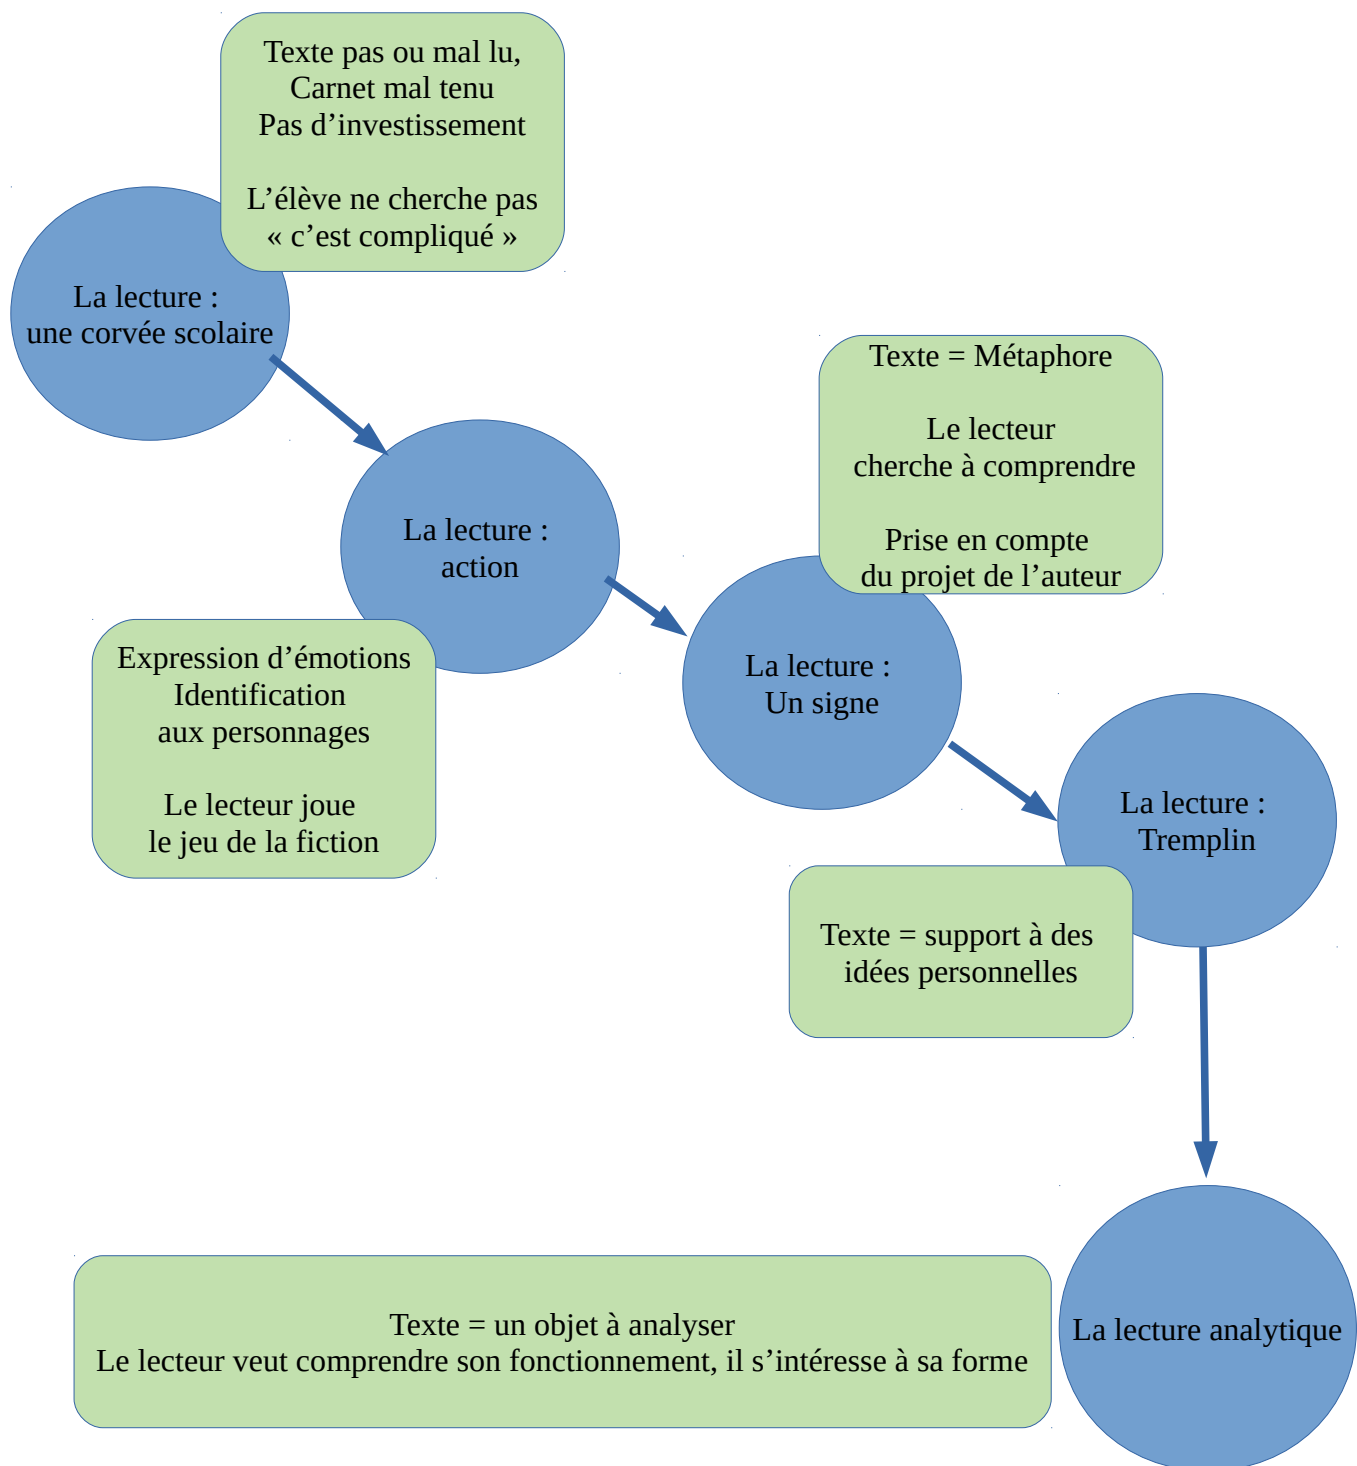 Texte pas ou mal lu,
Carnet mal tenu
Pas d’investissement
L’élève ne cherche pas
« c’est compliqué »
La lecture :
une corvée scolaire
La lecture :
action
Expression d’émotions
Identification
aux personnages
Le lecteur joue
le jeu de la fiction
Texte = Métaphore
Le lecteur
cherche à comprendre
Prise en compte
du projet de l’auteur
La lecture :
Un signe
La lecture :
Tremplin
Texte = support à des
idées personnelles
Texte = un objet à analyser
Le lecteur veut comprendre son fonctionnement, il s’intéresse à sa forme
La lecture analytique